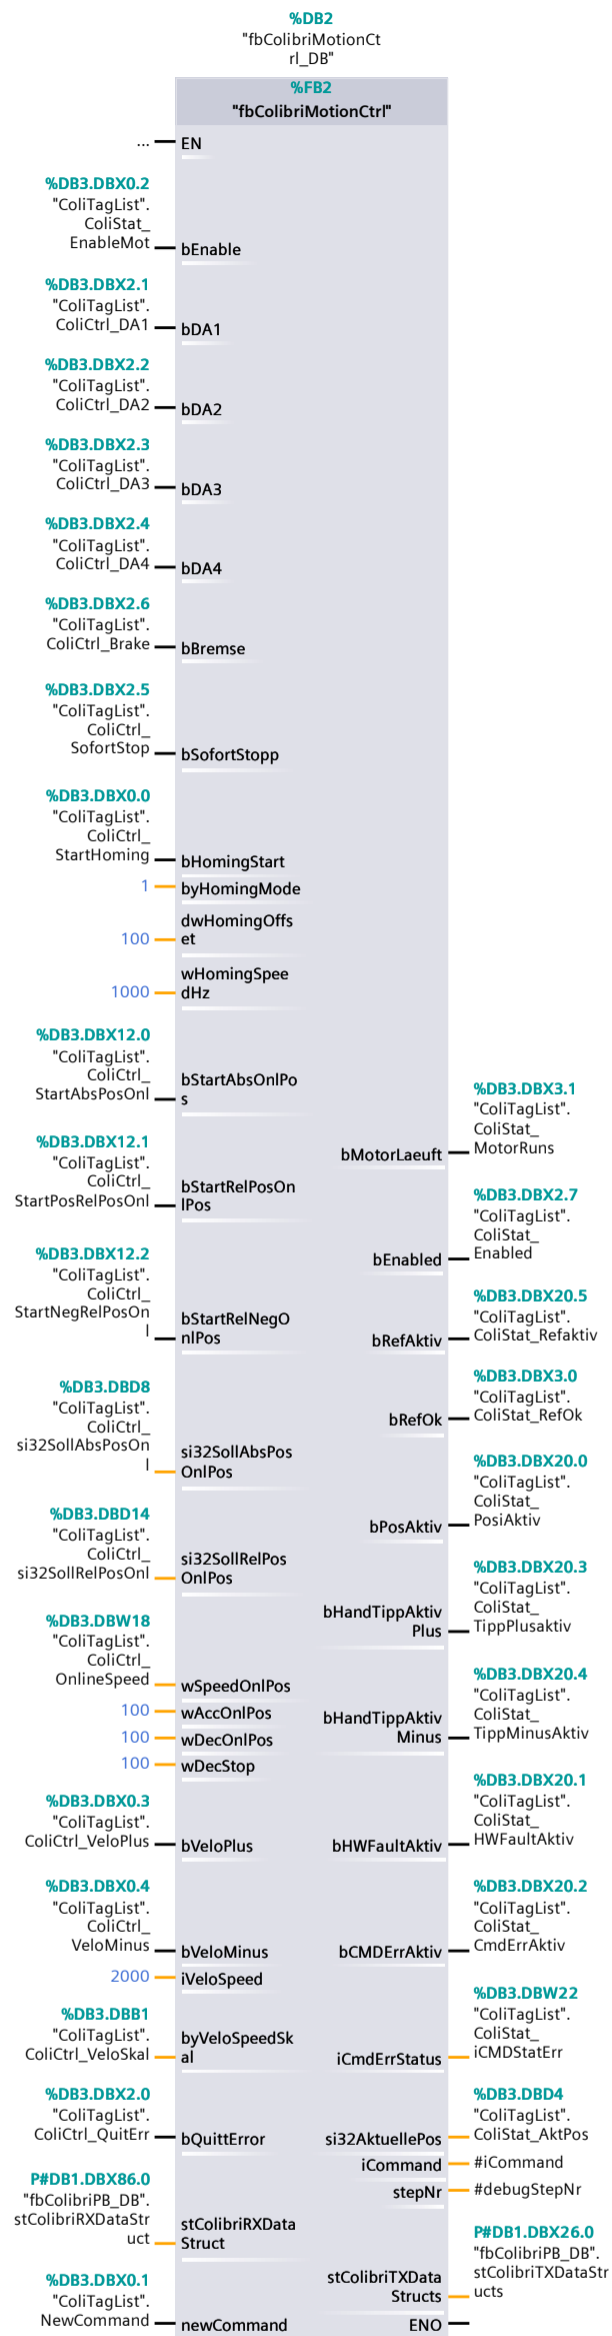 %DB2
"fbColibriMotionCt
rl_DB"
%FB2
"fbColibriMotionCtrl"
...
EN
%DB3.DBX0.2
"ColiTagList".
ColiStat_
EnableMot
bEnable
%DB3.DBX2.1
"ColiTagList".
ColiCtrl_DA1
bDA1
%DB3.DBX2.2
"ColiTagList".
ColiCtrl_DA2
bDA2
%DB3.DBX2.3
"ColiTagList".
ColiCtrl_DA3
bDA3
%DB3.DBX2.4
"ColiTagList".
ColiCtrl_DA4
bDA4
%DB3.DBX2.6
"ColiTagList".
ColiCtrl_Brake
bBremse
%DB3.DBX2.5
"ColiTagList".
ColiCtrl_
SofortStop
bSofortStopp
%DB3.DBX0.0
"ColiTagList".
ColiCtrl_
StartHoming
bHomingStart
1
byHomingMode
100
dwHomingOffs
et
1000
wHomingSpee
dHz
%DB3.DBX12.0
"ColiTagList".
ColiCtrl_
StartAbsPosOnl
bStartAbsOnlPo
s
%DB3.DBX12.1
"ColiTagList".
ColiCtrl_
StartPosRelPosOnl
bStartRelPosOn
lPos
%DB3.DBX12.2
"ColiTagList".
ColiCtrl_
StartNegRelPosOn
l
bStartRelNegO
nlPos
%DB3.DBD8
"ColiTagList".
ColiCtrl_
si32SollAbsPosOn
l
si32SollAbsPos
OnlPos
%DB3.DBD14
"ColiTagList".
ColiCtrl_
si32SollRelPosOnl
si32SollRelPos
OnlPos
%DB3.DBW18
"ColiTagList".
ColiCtrl_
OnlineSpeed
wSpeedOnlPos
100
wAccOnlPos
100
wDecOnlPos
100
wDecStop
%DB3.DBX0.3
"ColiTagList".
ColiCtrl_VeloPlus
bVeloPlus
%DB3.DBX0.4
"ColiTagList".
ColiCtrl_
VeloMinus
bVeloMinus
2000
iVeloSpeed
%DB3.DBB1
"ColiTagList".
ColiCtrl_VeloSkal
byVeloSpeedSk
al
%DB3.DBX2.0
"ColiTagList".
ColiCtrl_QuitErr
bQuittError
P#DB1.DBX86.0
"fbColibriPB_DB".
stColibriRXDataStr
uct
stColibriRXData
Struct
%DB3.DBX0.1
"ColiTagList".
NewCommand
newCommand
bMotorLaeuft
%DB3.DBX3.1
"ColiTagList".
ColiStat_
MotorRuns
bEnabled
%DB3.DBX2.7
"ColiTagList".
ColiStat_
Enabled
bRefAktiv
%DB3.DBX20.5
"ColiTagList".
ColiStat_Refaktiv
bRefOk
%DB3.DBX3.0
"ColiTagList".
ColiStat_RefOk
bPosAktiv
%DB3.DBX20.0
"ColiTagList".
ColiStat_
PosiAktiv
bHandTippAktiv
Plus
%DB3.DBX20.3
"ColiTagList".
ColiStat_
TippPlusaktiv
bHandTippAktiv
Minus
%DB3.DBX20.4
"ColiTagList".
ColiStat_
TippMinusAktiv
bHWFaultAktiv
%DB3.DBX20.1
"ColiTagList".
ColiStat_
HWFaultAktiv
bCMDErrAktiv
%DB3.DBX20.2
"ColiTagList".
ColiStat_
CmdErrAktiv
iCmdErrStatus
%DB3.DBW22
"ColiTagList".
ColiStat_
iCMDStatErr
si32AktuellePos
%DB3.DBD4
"ColiTagList".
ColiStat_AktPos
iCommand
#iCommand
stepNr
#debugStepNr
stColibriTXData
Structs
P#DB1.DBX26.0
"fbColibriPB_DB".
stColibriTXDataStr
ucts
ENO